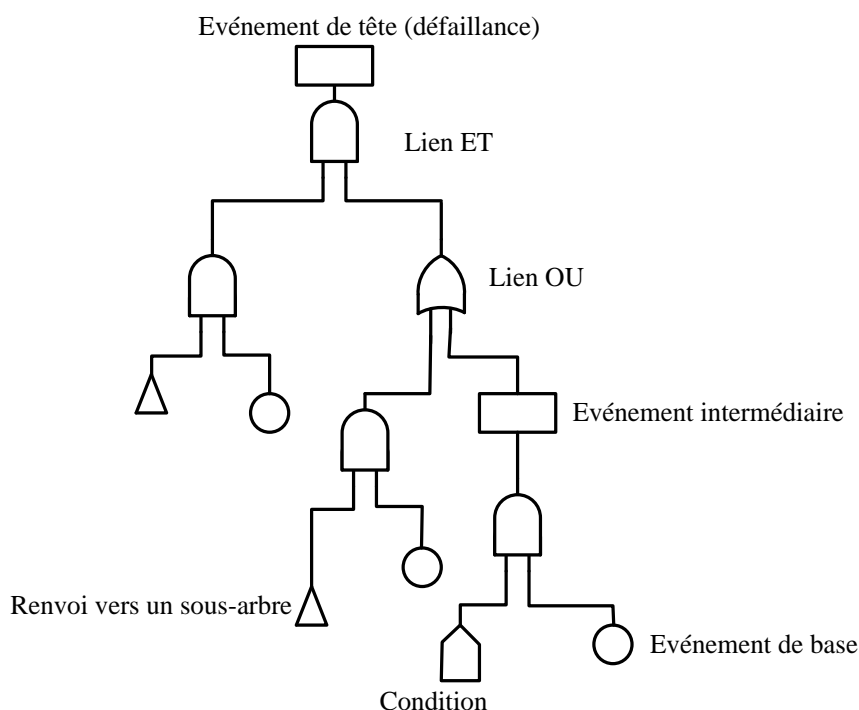 Evénement de tête (défaillance)
Lien ET
Lien OU
Evénement intermédiaire
Renvoi vers un sous-arbre
Evénement de base
Condition